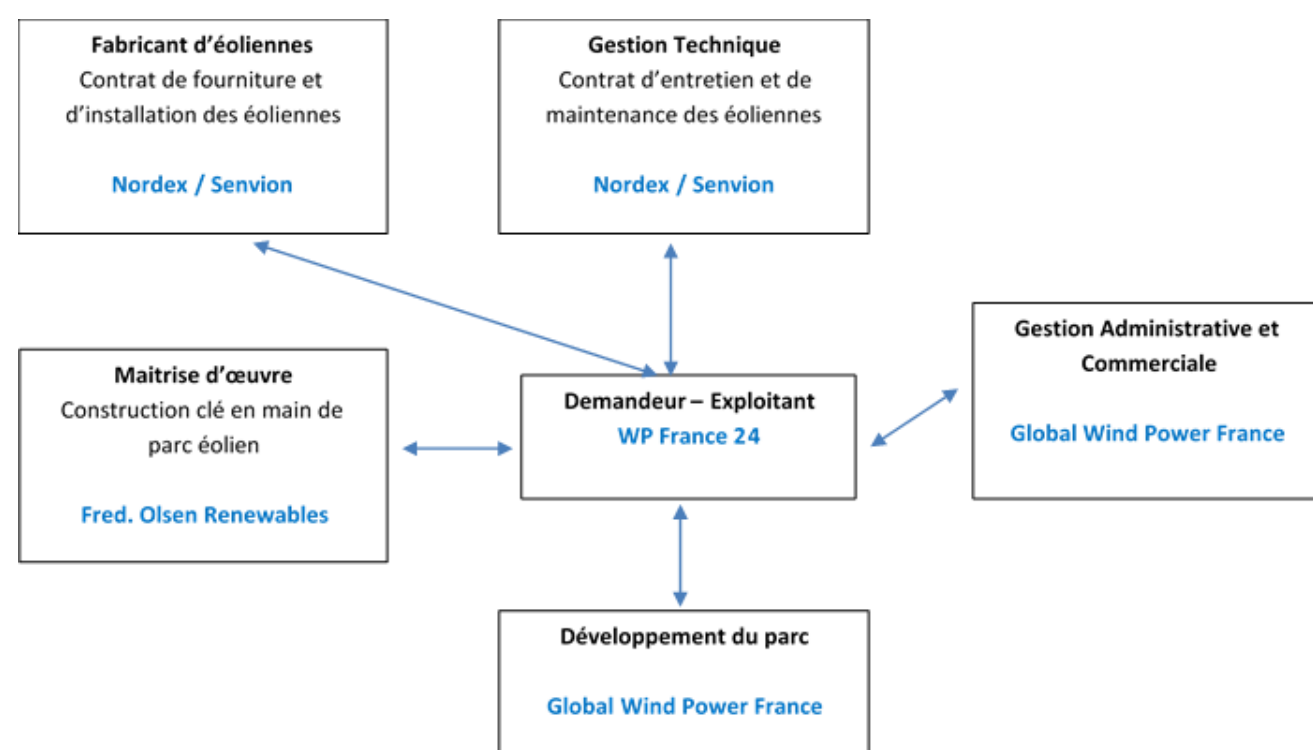 Fabricant d'éoliennes
Contrat de fourniture et
d'installation des éoliennes
Nordex / Senvion
Gestion Technique
Contrat d'entretien et de
maintenance des éoliennes
Nordex / Senvion
Gestion Administrative et
Commerciale
Global Wind Power France
Maitrise d'œuvre
Construction clé en main de
parc éolien
Fred. Olsen Renewables
Demandeur – Exploitant
WP France 24
Développement du parc
Global Wind Power France